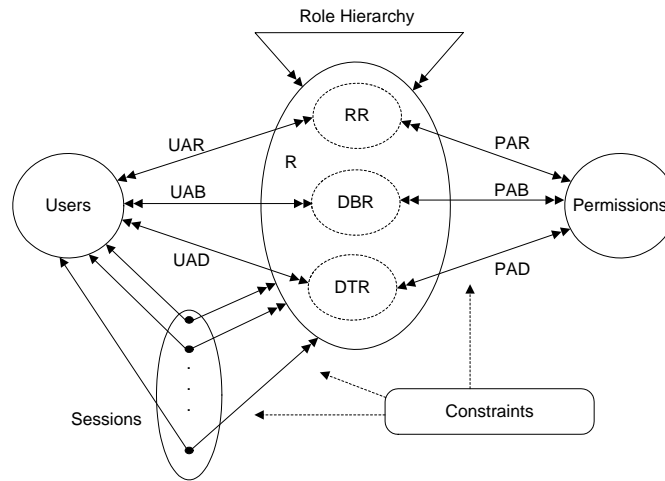 Role Hierarchy
RR
UAR
PAR
R
Users
UAB
DBR
PAB
Permissions
UAD
DTR
PAD
Sessions
Constraints